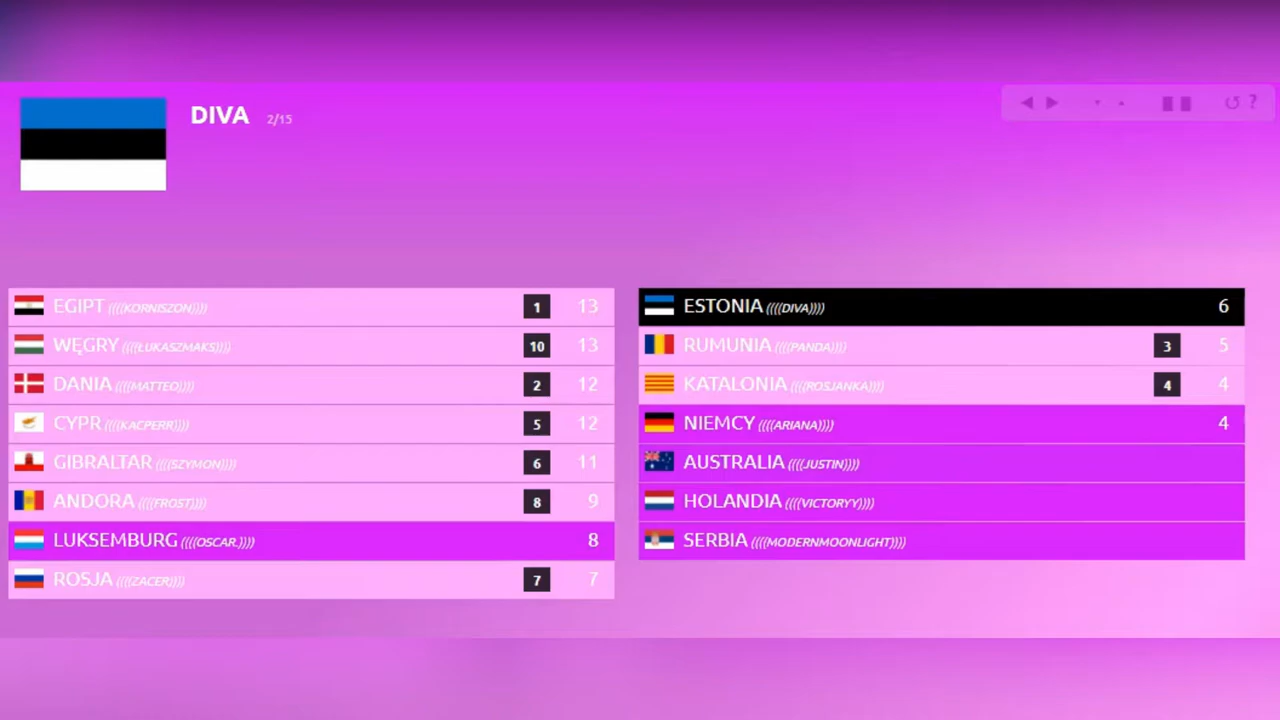 DIVA 2/15
?
EGIPT ((((KORNISZON)))) 1 13
WĘGRY ((((ŁUKASZMAKS)))) 10 13
DANIA ((((MATTEO)))) 2 12
CYPR ((((KACPERR)))) 5 12
GIBRALTAR ((((SZYMON)))) 6 11
ANDORA ((((FROST)))) 8 9
LUKSEMBURG ((((OSCAR.)))) 8
ROSJA ((((ZACER)))) 7 7
ESTONIA ((((DIVA)))) 6
RUMUNIA ((((PANDA)))) 3 5
KATALONIA ((((ROSJANKA)))) 4 4
NIEMCY ((((ARIANA)))) 4
AUSTRALIA ((((JUSTIN))))
HOLANDIA ((((VICTORYY))))
SERBIA ((((MODERNMOONLIGHT))))